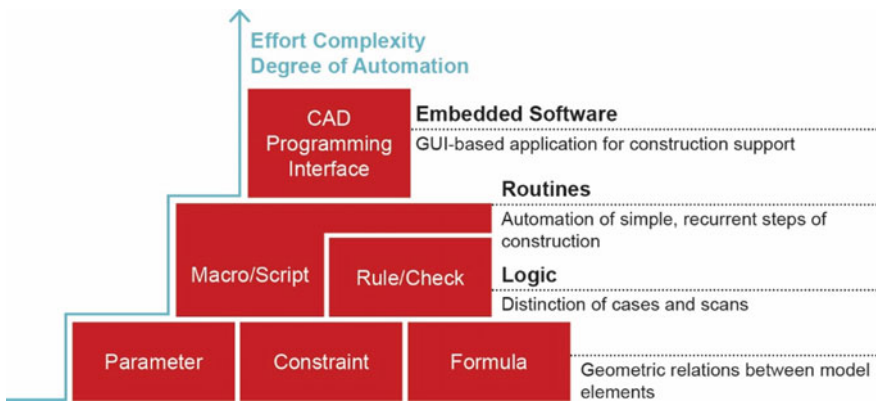 Effort Complexity
Degree of Automation
CAD
Programming
Interface
Embedded Software
GUI-based application for construction support
Routines
Automation of simple, recurrent steps of
construction
Macro/Script
Rule/Check
Logic
Distinction of cases and scans
Parameter
Constraint
Formula
Geometric relations between model
elements